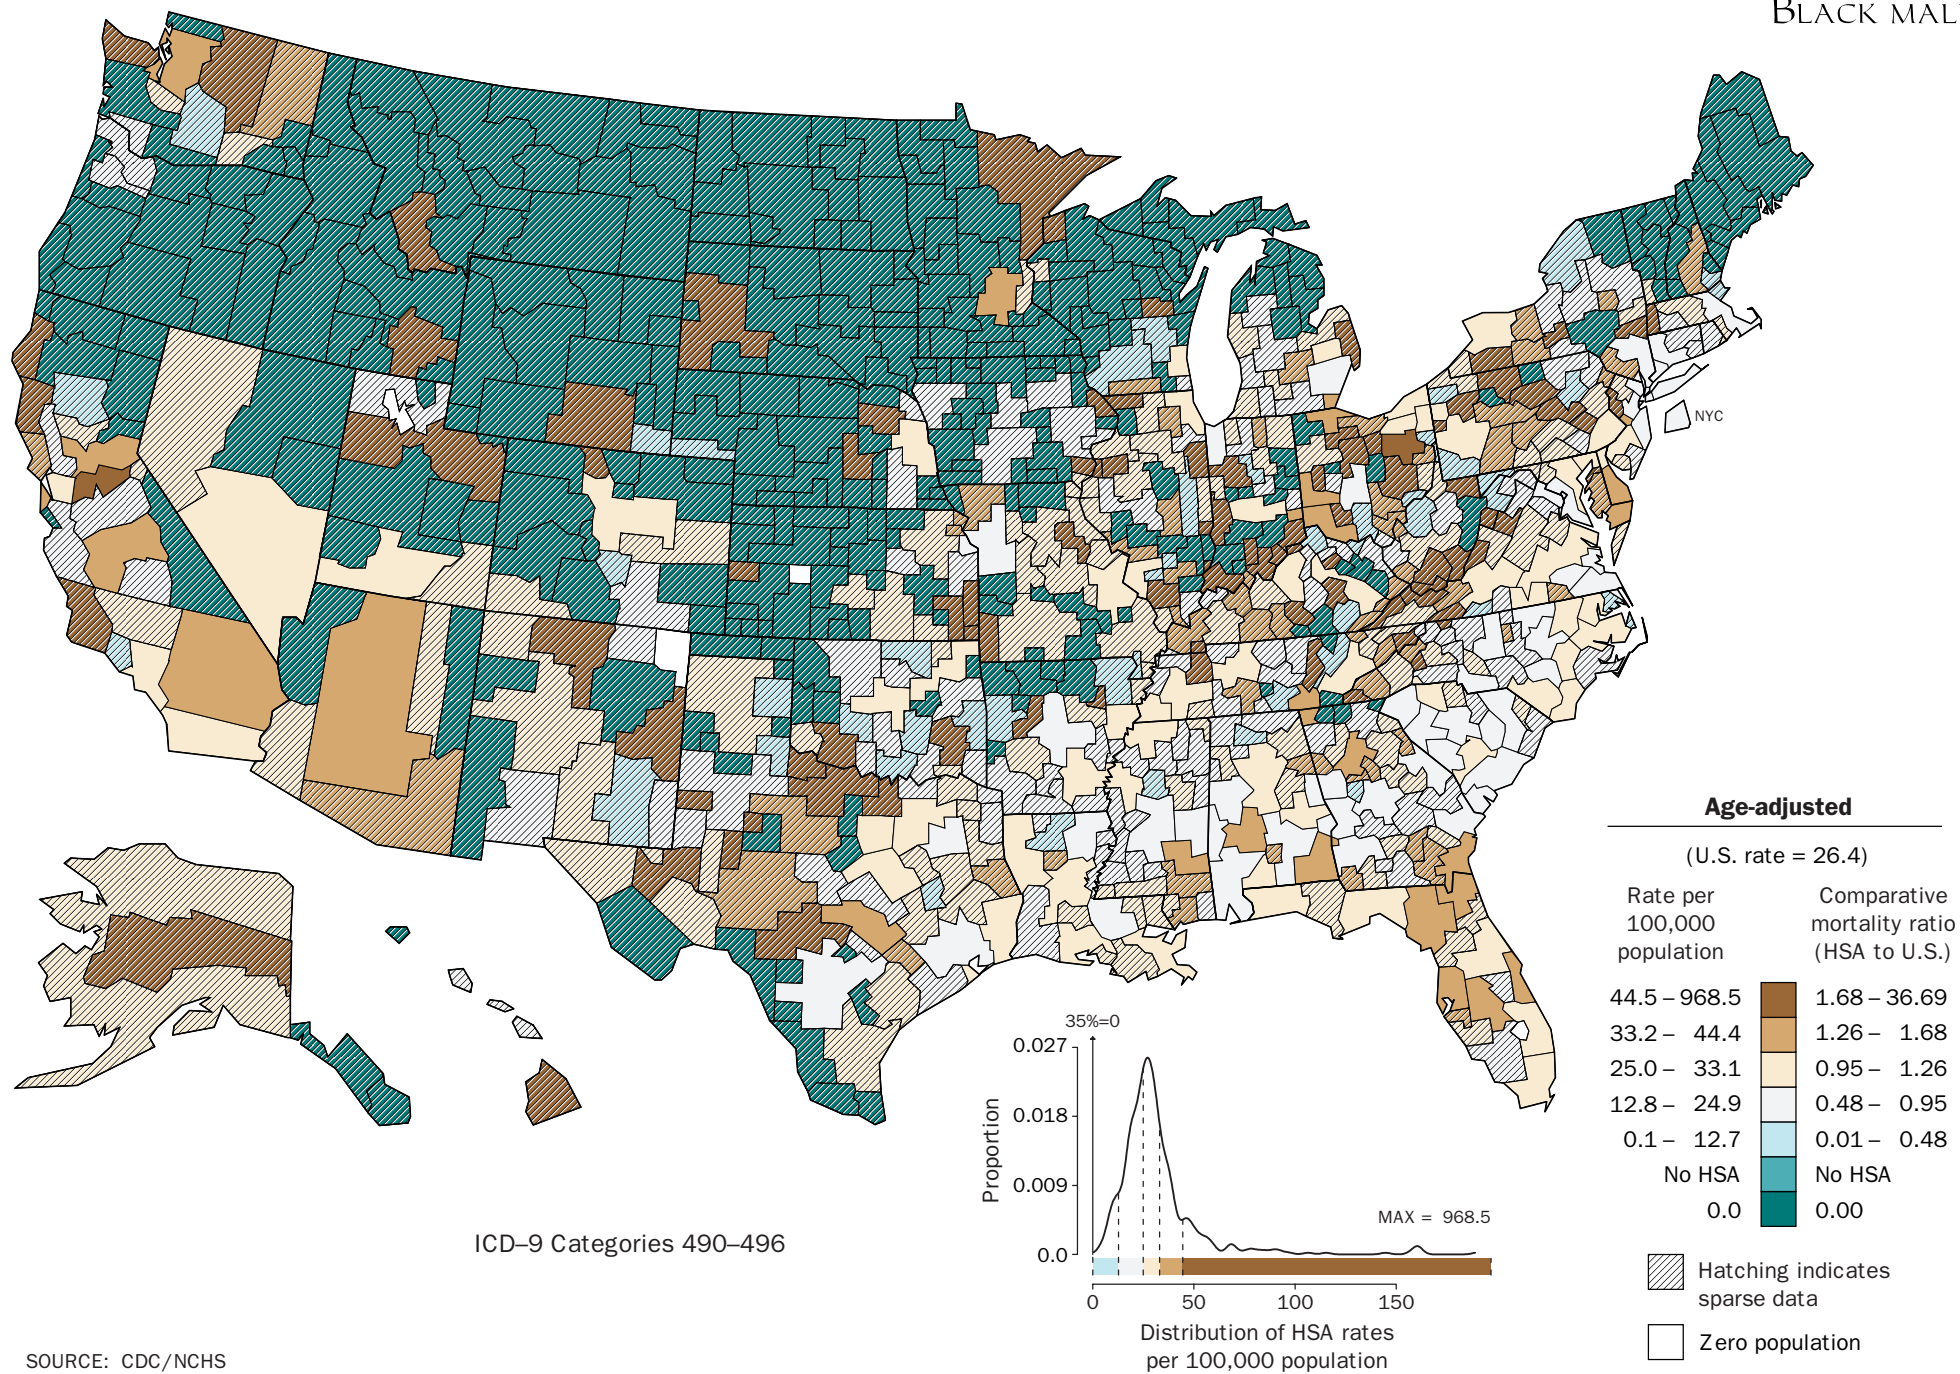 BLACK MAL
NYC
Age-adjusted
(U.S. rate = 26.4)
Rate per 100,000 population
Comparative mortality ratio (HSA to U.S.)
44.5 – 968.5 1.68 – 36.69
33.2 – 44.4 1.26 – 1.68
25.0 – 33.1 0.95 – 1.26
12.8 – 24.9 0.48 – 0.95
0.1 – 12.7 0.01 – 0.48
No HSA No HSA
0.0 0.00
Hatching indicates
sparse data
Zero population
35%=0
0.027
0.018
0.009
0.0
Proportion
MAX = 968.5
0 50 100 150
Distribution of HSA rates
per 100,000 population
ICD–9 Categories 490–496
SOURCE: CDC/NCHS